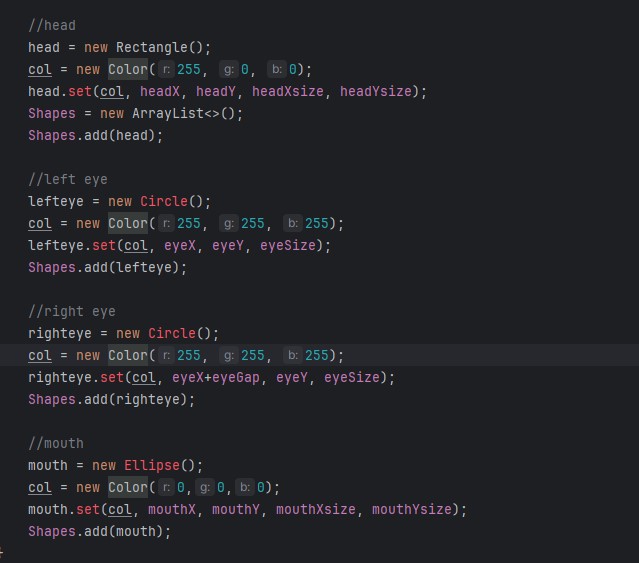 //head
head = new Rectangle();
col = new Color( r: 255, g: 0, b: 0);
head.set(col, headX, headY, headXsize, headYsize);
Shapes = new ArrayList<>();
Shapes.add(head);
//left eye
lefteye = new Circle();
col = new Color( r: 255, g: 255, b: 255);
lefteye.set(col, eyeX, eyeY, eyeSize);
Shapes.add(lefteye);
//right eye
righteye = new Circle();
col = new Color( r: 255, g: 255, b: 255);
righteye.set(col, eyeX+eyeGap, eyeY, eyeSize);
Shapes.add(righteye);
//mouth
mouth = new Ellipse();
col = new Color( r: 0, g: 0, b: 0);
mouth.set(col, mouthX, mouthY, mouthXsize, mouthYsize);
Shapes.add(mouth);
}